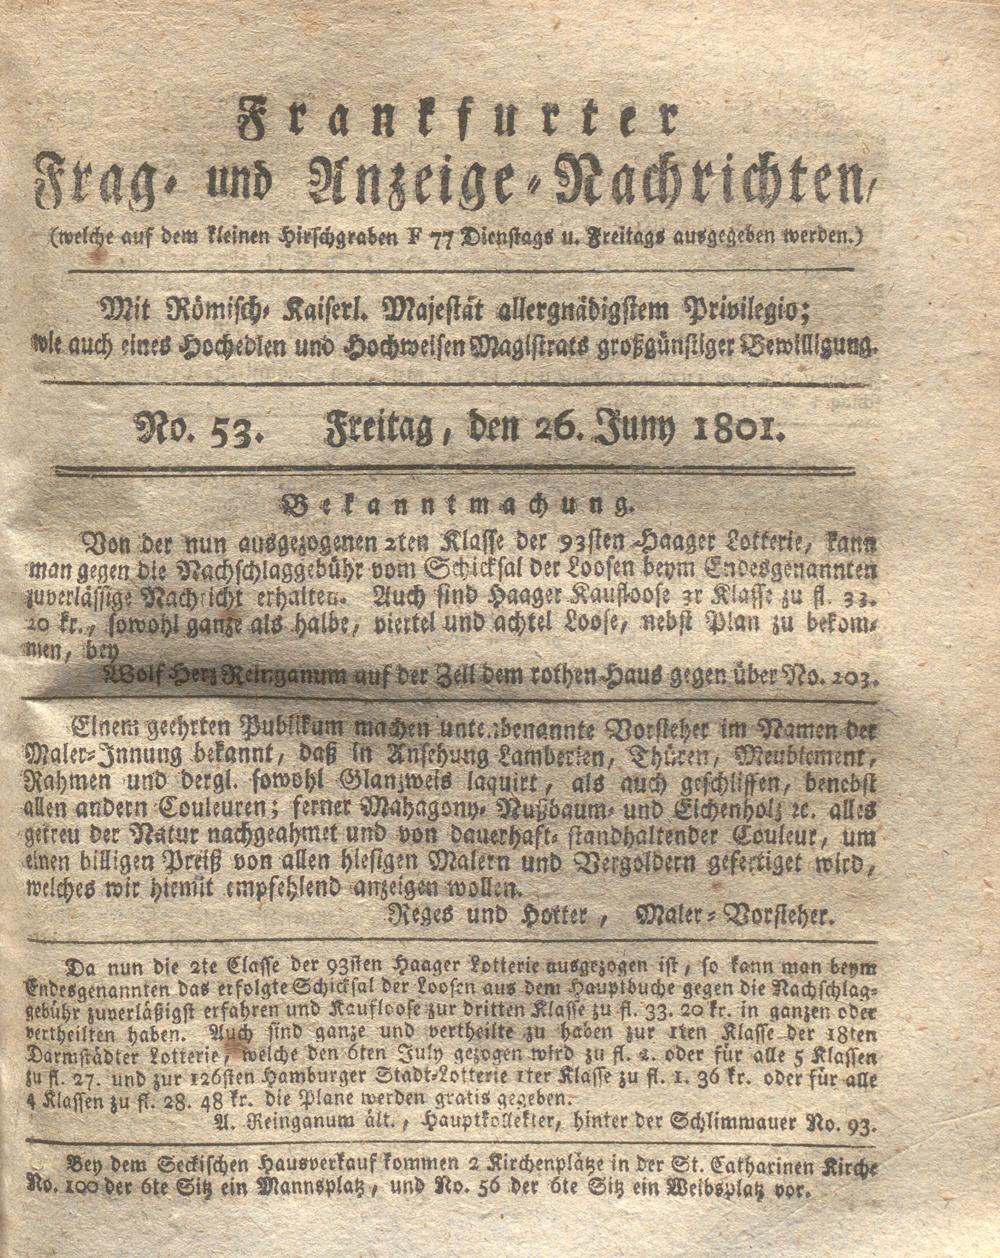 Frankfurter
Frag- und Anzeige-Nachrichten,
(welche auf dem kleinen Hirschgraben F 77 Dienstags u. Freitags ausgegeben werden.)
Mit Römisch- Kaiserl. Majestät allergnädigstem Privilegio;
wie auch eines Hochedlen und Hochweisen Magistrats großgünstiger Bewilligung.
No. 53. Freitag, den 26. Juny 1801.
Bekanntmachung.
Von der nun ausgezogenen 2ten Klasse der 93sten Haager Lotterie, kann
man gegen die Nachschlaggebühr vom Schicksal der Loosen beym Endesgenannten
zuverlässige Nachricht erhalten. Auch sind Haager Kaufloose 3r Klasse zu fl. 33.
20 kr., sowohl ganze als halbe, viertel und achtel Loose, nebst Plan zu bekom-
men, bey
Wolf Herz Reinganum auf der Zeil dem rothen Haus gegen über No. 203.
Einem geehrten Publikum machen unterbenannte Vorsteher im Namen der
Maler-Innung bekannt, daß in Ansehung Lamberien, Thüren, Meublement,
Rahmen und dergl. sowohl Glanzweis laquirt, als auch geschliffen, benebst
allen andern Couleuren; ferner Mahagony- Nußbaum- und Eichenholz ꝛc. alles
getreu der Natur nachgeahmet und von dauerhaft- standhaltender Couleur, um
einen billigen Preiß von allen hiesigen Malern und Vergoldern gefertiget wird,
welches wir hiemit empfehlend anzeigen wollen.
Reges und Hotter, Maler-Vorsteher.
Da nun die 2te Classe der 93sten Haager Lotterie ausgezogen ist, so kann man beym
Endesgenannten das erfolgte Schicksal der Loosen aus dem Hauptbuche gegen die Nachschlag-
gebühr zuverläßigst erfahren und Kaufloose zur dritten Klasse zu fl. 33. 20 kr. in ganzen oder
vertheilten haben. Auch sind ganze und vertheilte zu haben zur 1ten Klasse der 18ten
Darmstädter Lotterie, welche den 6ten July gezogen wird zu fl. 2. oder für alle 5 Klassen
zu fl. 27. und zur 126sten Hamburger Stadt-Lotterie 1ter Klasse zu fl. 1. 36 kr. oder für alle
4 Klassen zu fl. 28. 48 kr. die Plane werden gratis gegeben.
A. Reinganum ält., Hauptkollekter, hinter der Schlimmauer No. 93.
Bey dem Seckischen Hausverkauf kommen 2 Kirchenplätze in der St. Catharinen Kirche
No. 100 der 6te Sitz ein Mannsplatz, und No. 56 der 6te Sitz ein Weibsplatz vor.